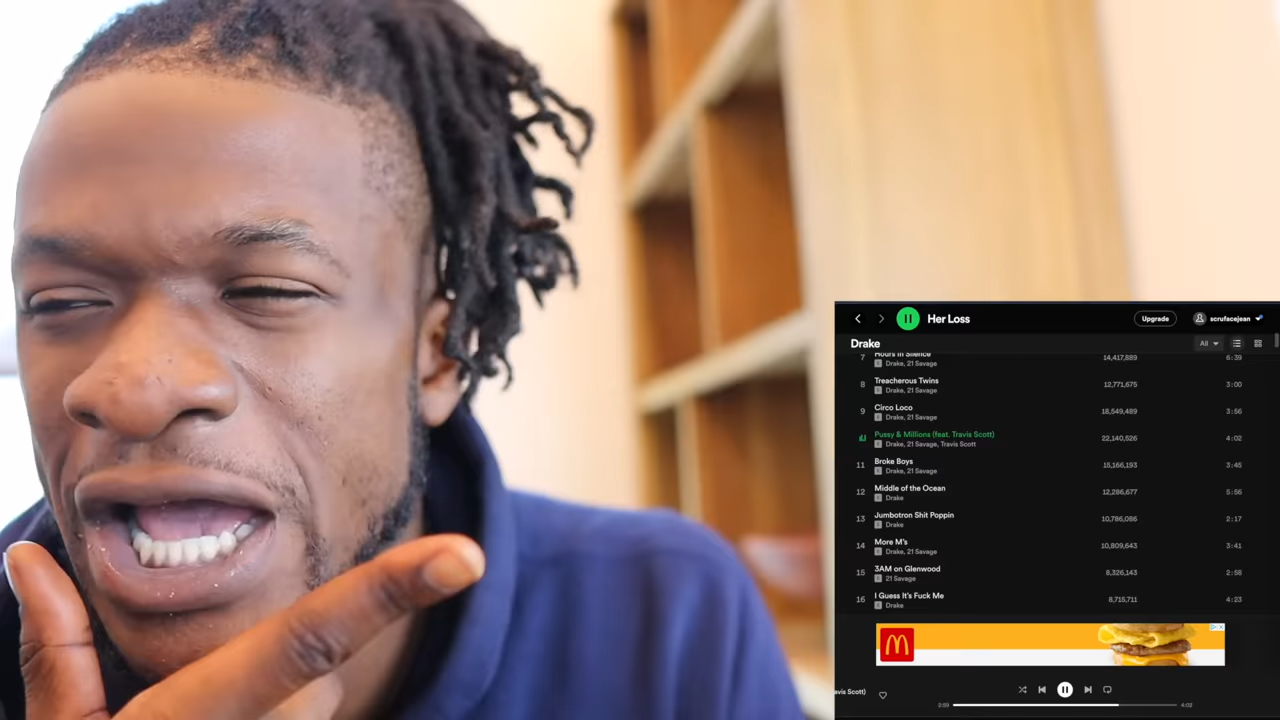 Her Loss
Upgrade
scrufacejean
Drake
All
7 Hours In Silence 14,417,889 6:39
E Drake, 21 Savage
8 Treacherous Twins 12,771,675 3:00
E Drake, 21 Savage
9 Circo Loco 18,549,489 3:56
E Drake, 21 Savage
Pussy & Millions (feat. Travis Scott) 22,140,526 4:02
E Drake, 21 Savage, Travis Scott
11 Broke Boys 15,166,193 3:45
E Drake, 21 Savage
12 Middle of the Ocean 12,286,677 5:56
E Drake
13 Jumbotron Shit Poppin 10,786,086 2:17
E Drake
14 More M's 10,809,643 3:41
E Drake, 21 Savage
15 3AM on Glenwood 8,326,143 2:58
E 21 Savage
16 I Guess It's Fuck Me 8,715,711 4:23
E Drake
avis Scott)
2:59 4:02